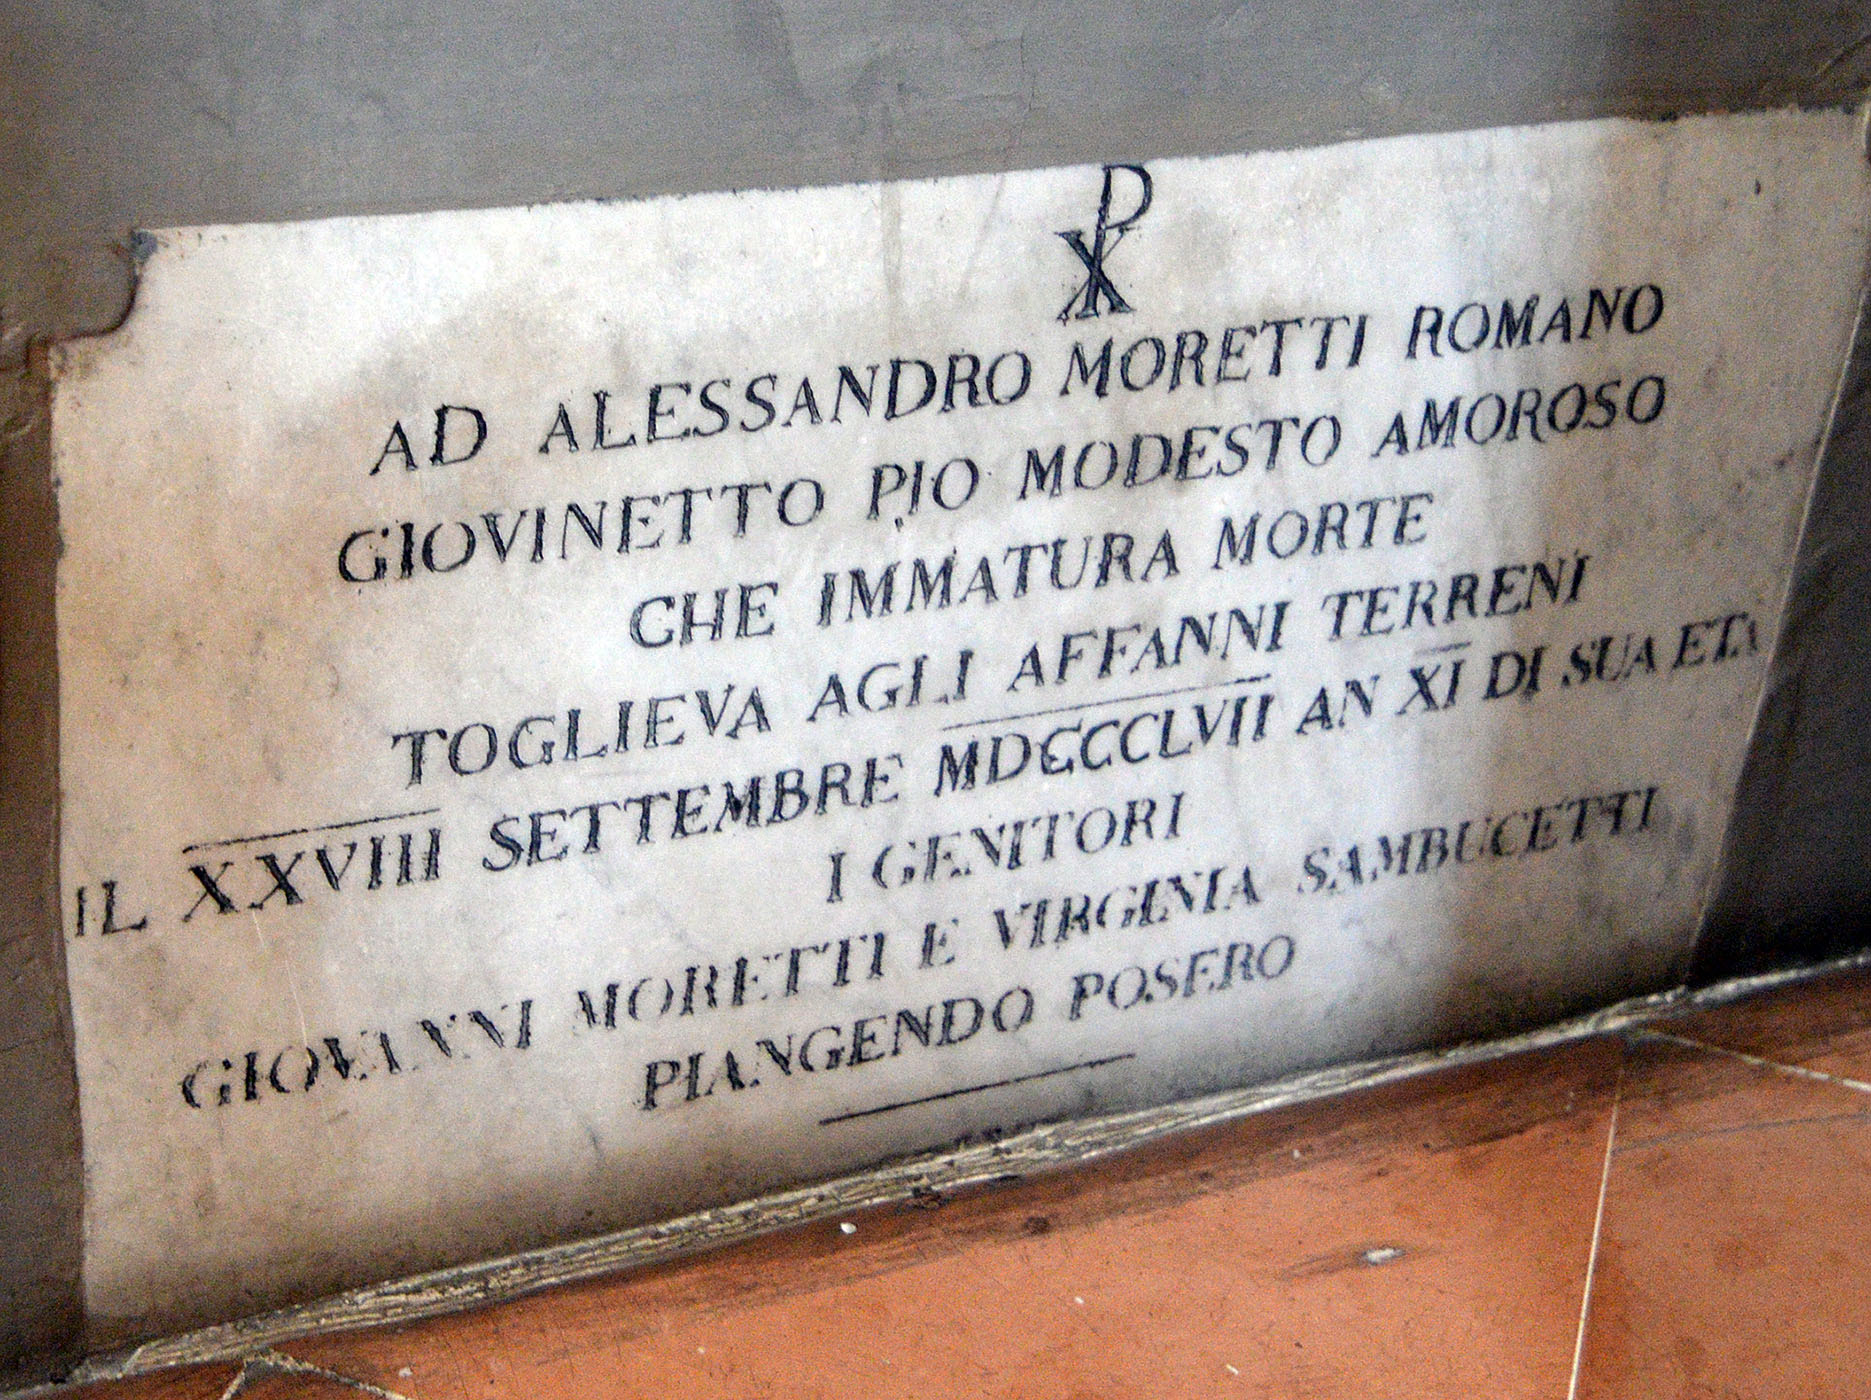 AD ALESSANDRO MORETTI ROMANO
GIOVINETTO PIO MODESTO AMOROSO
CHE IMMATURA MORTE
TOGLIEVA AGLI AFFANNI TERRENI
IL XXVIII SETTEMBRE MDCCCLVII AN XI DI SUA ETA
I GENITORI
GIOVANNI MORETTI E VIRGINIA SAMBUCETTI
PIANGENDO POSERO